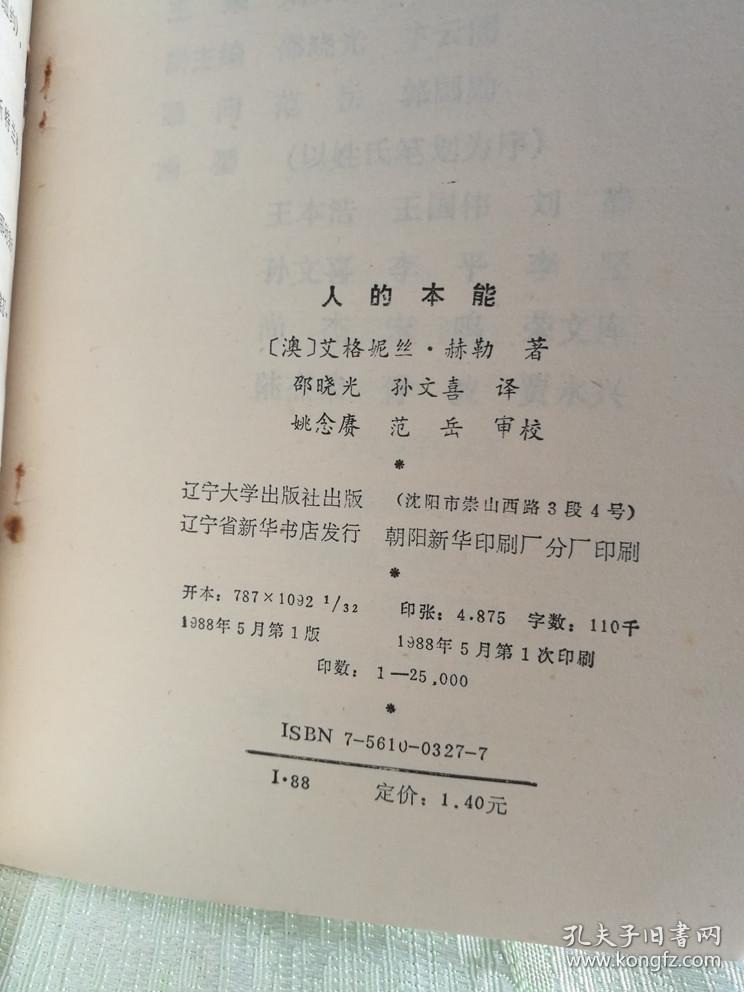 人的本能
〔澳〕艾格妮丝·赫勒 著
邵晓光 孙文喜 译
姚念赓 范岳 审校
*
辽宁大学出版社出版 （沈阳市崇山西路3段4号）
辽宁省新华书店发行 朝阳新华印刷厂分厂印刷
*
开本：787×1092 1/32 印张：4.875 字数：110千
1988年5月第1版 1988年5月第1次印刷
印数：1—25,000
*
ISBN 7-5610-0327-7
I·88 定价：1.40元
孔夫子旧书网
www.kongfz.com